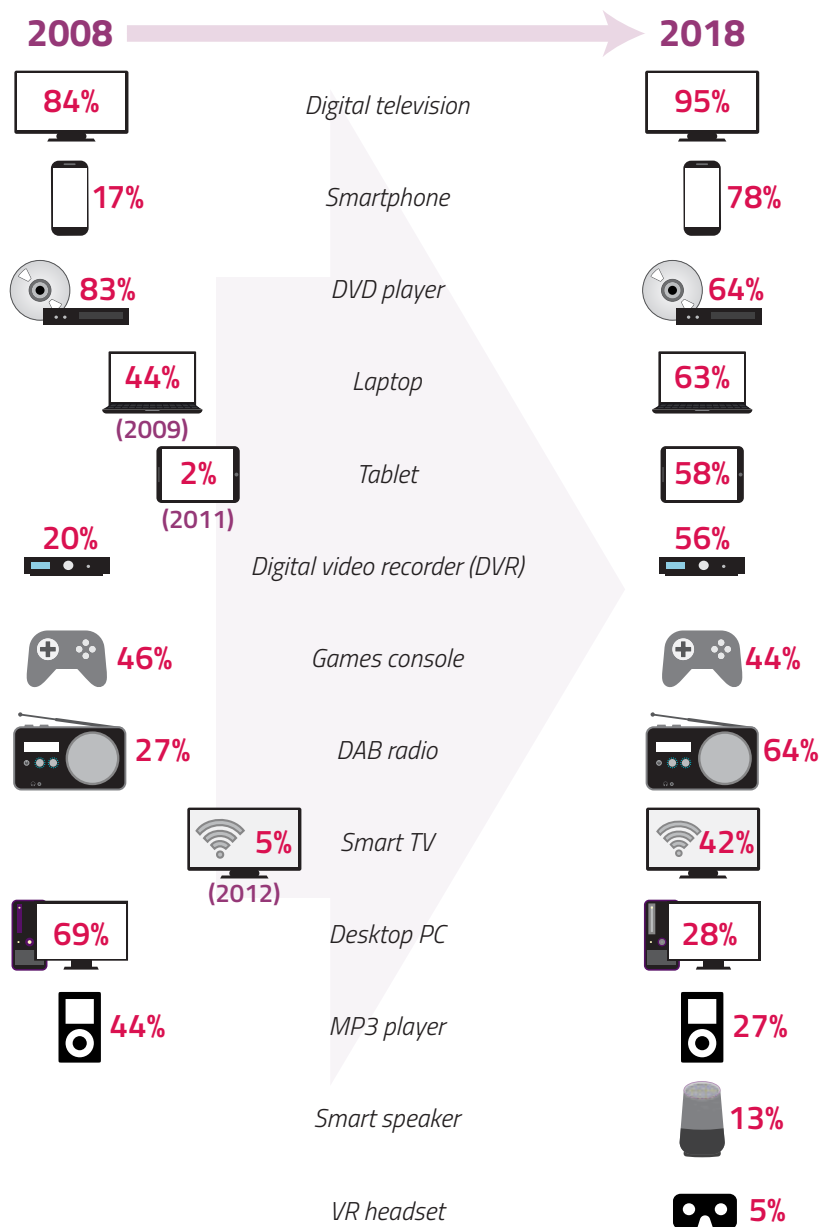 2008 2018
84% Digital television 95%
17% Smartphone 78%
83% DVD player 64%
44% Laptop 63%
(2009)
2% Tablet 58%
(2011)
20% Digital video recorder (DVR) 56%
46% Games console 44%
27% DAB radio 64%
5% Smart TV 42%
(2012)
69% Desktop PC 28%
44% MP3 player 27%
Smart speaker 13%
VR headset 5%